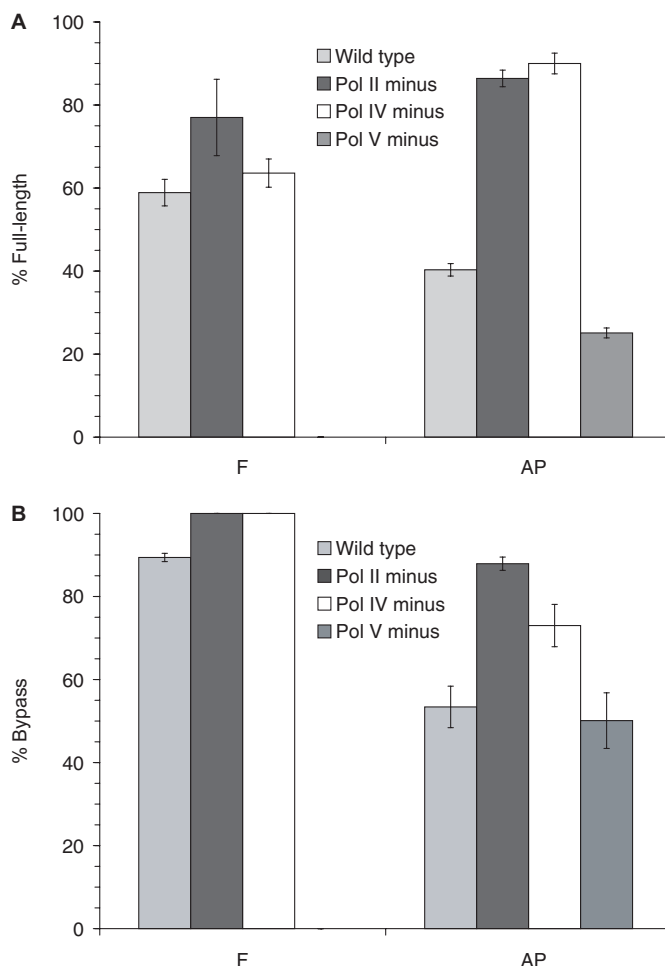 A
100
80
60
40
20
0
% Full-length
Wild type
Pol II minus
Pol IV minus
Pol V minus
F
AP
B
100
80
60
40
20
0
% Bypass
Wild type
Pol II minus
Pol IV minus
Pol V minus
F
AP